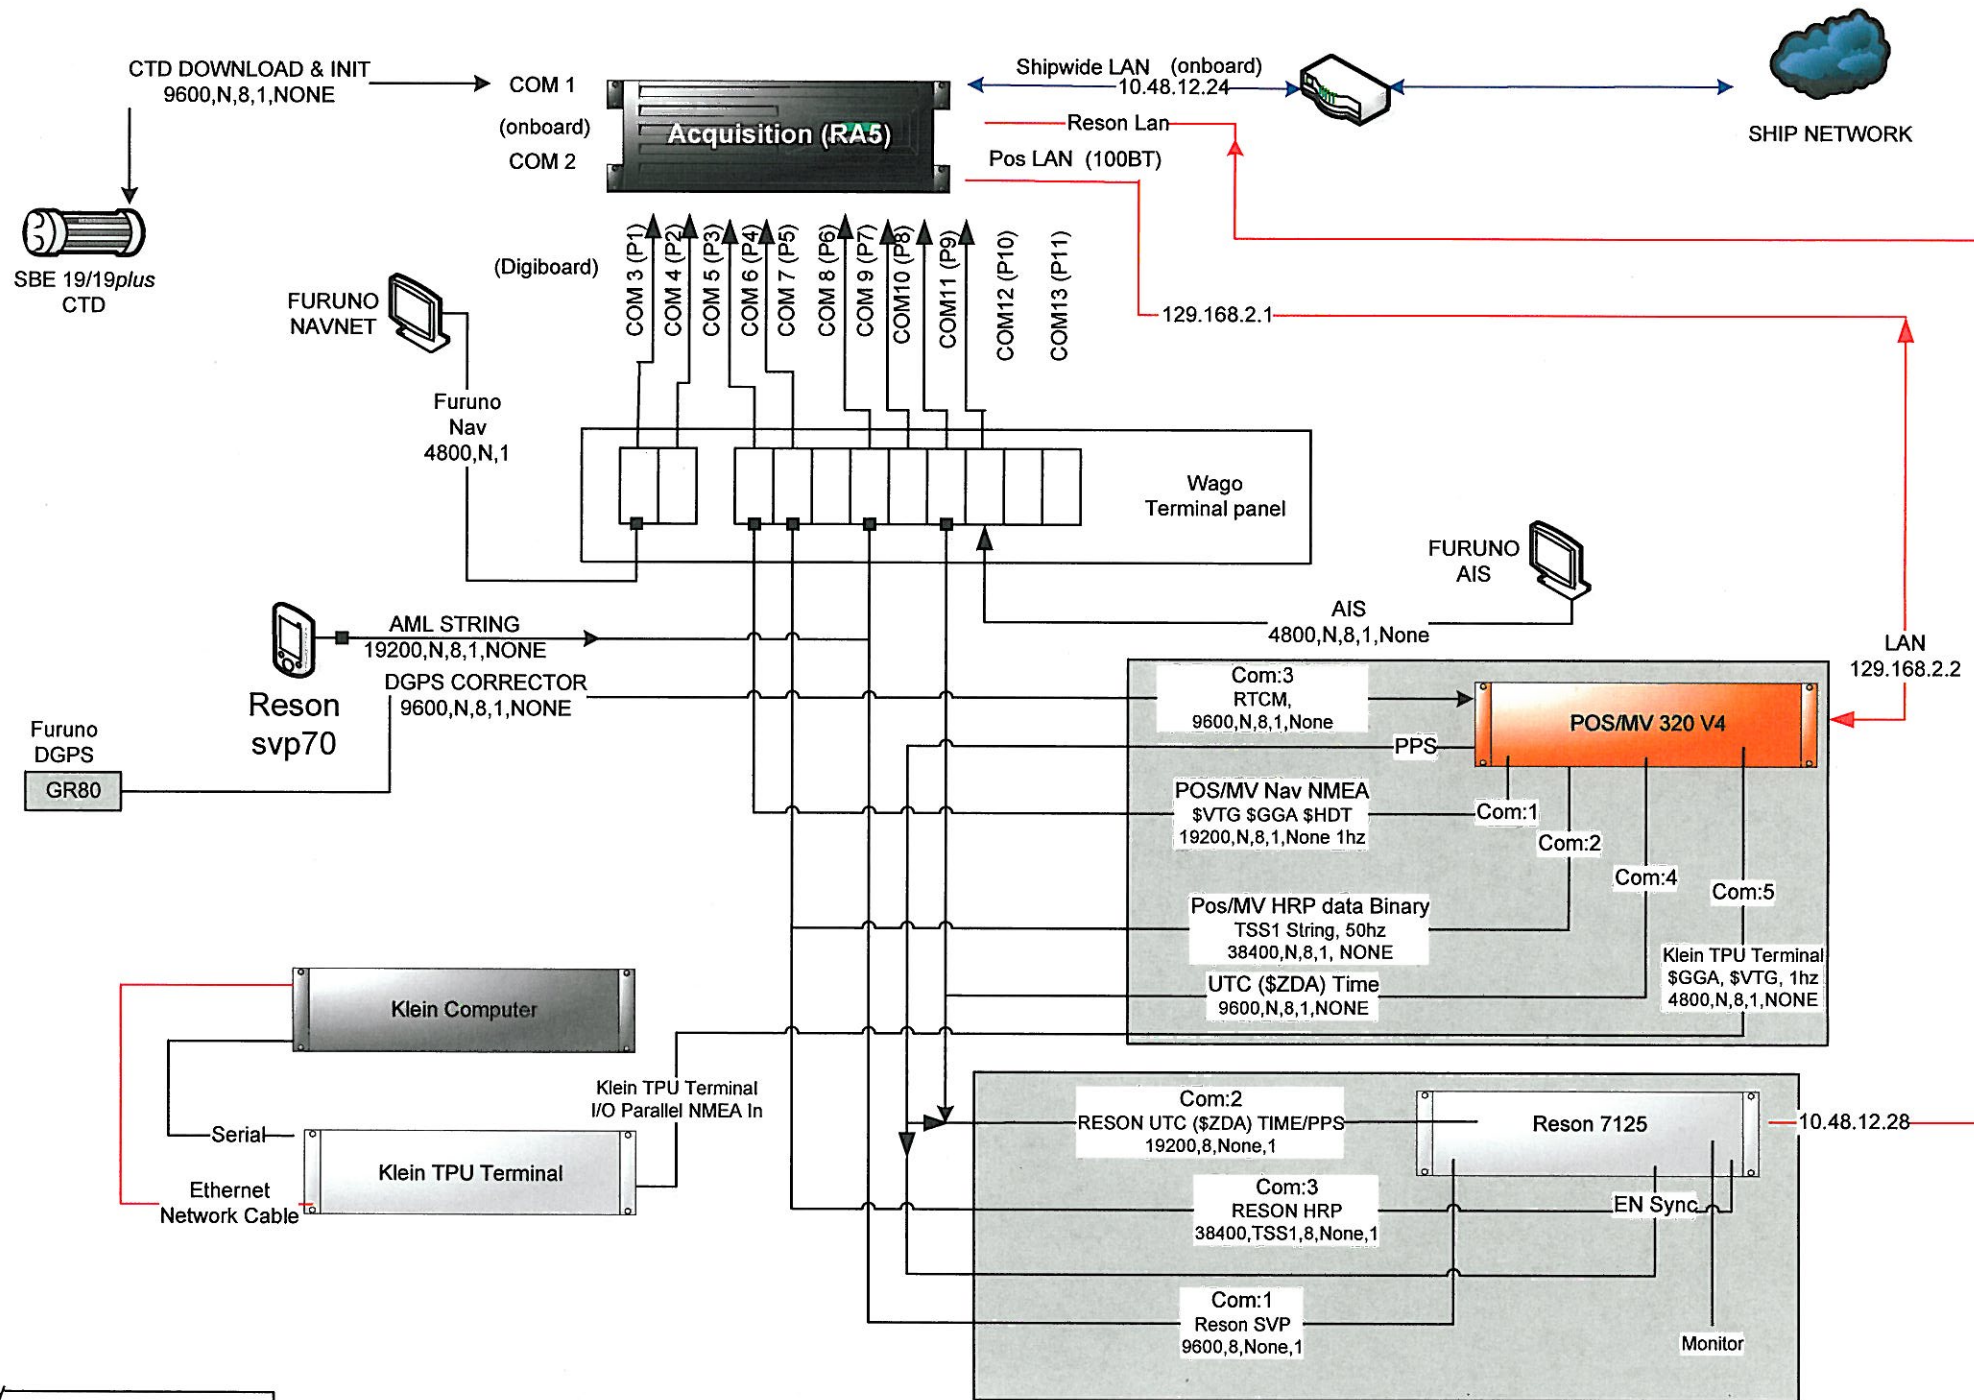 CTD DOWNLOAD & INIT
9600,N,8,1,NONE
COM 1
(onboard)
COM 2
Acquisition (RA5)
Shipwide LAN (onboard)
10.48.12.24
Reson Lan
Pos LAN (100BT)
SHIP NETWORK
SBE 19/19plus
CTD
(Digiboard)
COM 3 (P1)
COM 4 (P2)
COM 5 (P3)
COM 6 (P4)
COM 7 (P5)
COM 8 (P6)
COM 9 (P7)
COM10 (P8)
COM11 (P9)
COM12 (P10)
COM13 (P11)
FURUNO
NAVNET
129.168.2.1
Furuno
Nav
4800,N,1
Wago
Terminal panel
FURUNO
AIS
AIS
4800,N,8,1,None
AML STRING
19200,N,8,1,NONE
Reson
svp70
DGPS CORRECTOR
9600,N,8,1,NONE
Furuno
DGPS
GR80
LAN
129.168.2.2
Com:3
RTCM,
9600,N,8,1,None
POS/MV 320 V4
PPS
POS/MV Nav NMEA
$VTG $GGA $HDT
19200,N,8,1,None 1hz
Com:1
Com:2
Com:4
Com:5
Pos/MV HRP data Binary
TSS1 String, 50hz
38400,N,8,1, NONE
Klein TPU Terminal
$GGA, $VTG, 1hz
4800,N,8,1,NONE
UTC ($ZDA) Time
9600,N,8,1,NONE
Klein Computer
Klein TPU Terminal
I/O Parallel NMEA In
Serial
Klein TPU Terminal
Ethernet
Network Cable
Com:2
RESON UTC ($ZDA) TIME/PPS
19200,8,None,1
Reson 7125
10.48.12.28
Com:3
RESON HRP
38400,TSS1,8,None,1
EN Sync
Com:1
Reson SVP
9600,8,None,1
Monitor